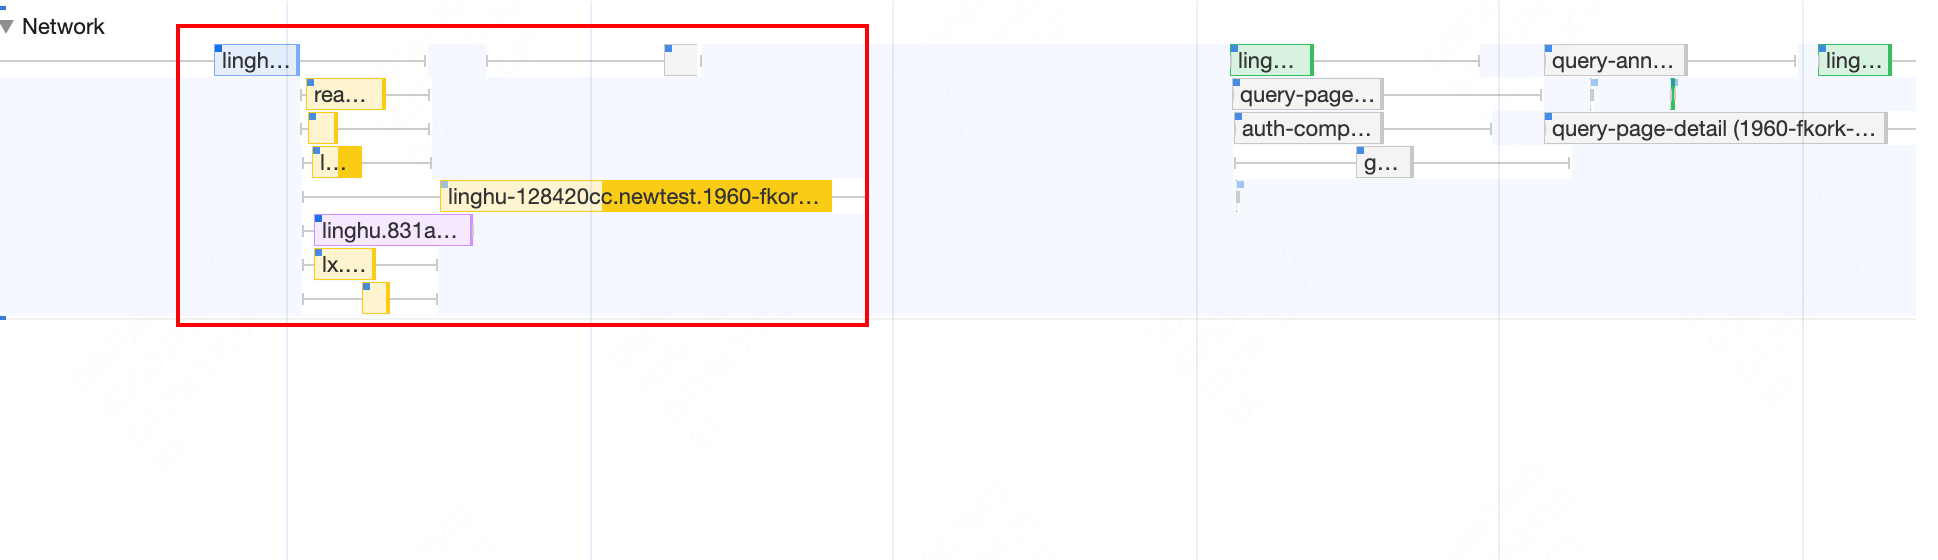 Network
lingh...
ling...
query-ann...
ling...
rea...
query-page...
auth-comp...
query-page-detail (1960-fkork-...
l...
g...
linghu-128420cc.newtest.1960-fkor...
linghu.831a...
lx....